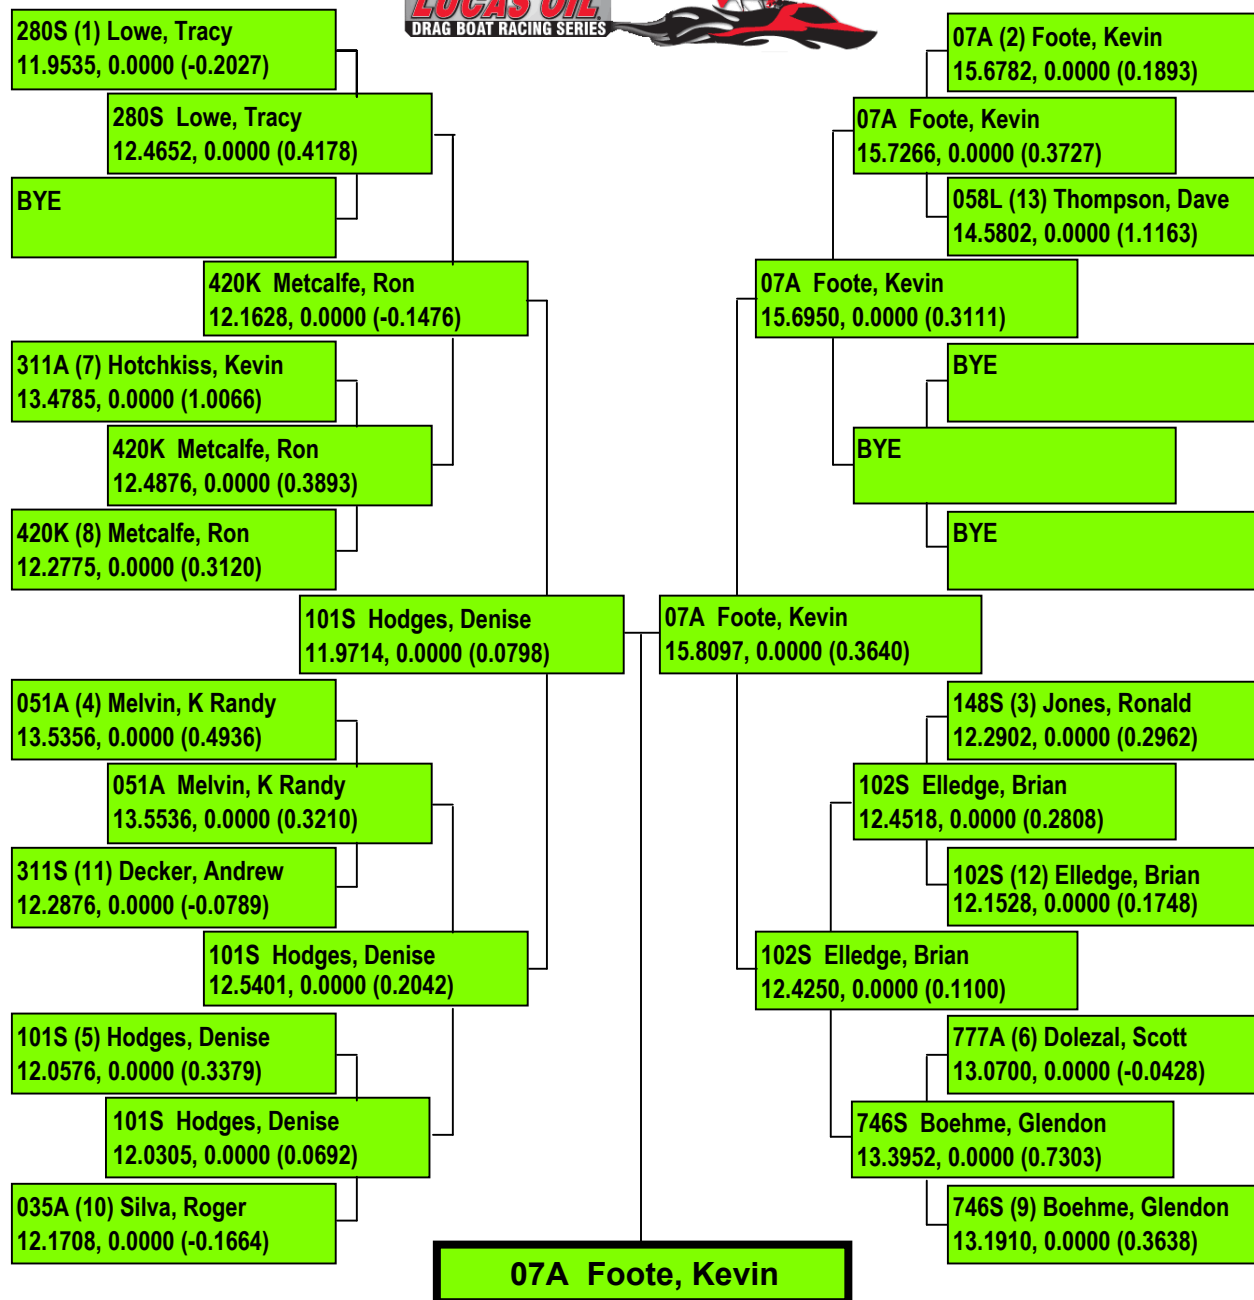 LUCAS OIL
DRAG BOAT RACING SERIES
280S (1) Lowe, Tracy
11.9535, 0.0000 (-0.2027)
280S Lowe, Tracy
12.4652, 0.0000 (0.4178)
BYE
420K Metcalfe, Ron
12.1628, 0.0000 (-0.1476)
311A (7) Hotchkiss, Kevin
13.4785, 0.0000 (1.0066)
420K Metcalfe, Ron
12.4876, 0.0000 (0.3893)
420K (8) Metcalfe, Ron
12.2775, 0.0000 (0.3120)
101S Hodges, Denise
11.9714, 0.0000 (0.0798)
051A (4) Melvin, K Randy
13.5356, 0.0000 (0.4936)
051A Melvin, K Randy
13.5536, 0.0000 (0.3210)
311S (11) Decker, Andrew
12.2876, 0.0000 (-0.0789)
101S Hodges, Denise
12.5401, 0.0000 (0.2042)
101S (5) Hodges, Denise
12.0576, 0.0000 (0.3379)
101S Hodges, Denise
12.0305, 0.0000 (0.0692)
035A (10) Silva, Roger
12.1708, 0.0000 (-0.1664)
07A (2) Foote, Kevin
15.6782, 0.0000 (0.1893)
07A Foote, Kevin
15.7266, 0.0000 (0.3727)
058L (13) Thompson, Dave
14.5802, 0.0000 (1.1163)
07A Foote, Kevin
15.6950, 0.0000 (0.3111)
BYE
BYE
BYE
07A Foote, Kevin
15.8097, 0.0000 (0.3640)
148S (3) Jones, Ronald
12.2902, 0.0000 (0.2962)
102S Elledge, Brian
12.4518, 0.0000 (0.2808)
102S (12) Elledge, Brian
12.1528, 0.0000 (0.1748)
102S Elledge, Brian
12.4250, 0.0000 (0.1100)
777A (6) Dolezal, Scott
13.0700, 0.0000 (-0.0428)
746S Boehme, Glendon
13.3952, 0.0000 (0.7303)
746S (9) Boehme, Glendon
13.1910, 0.0000 (0.3638)
07A Foote, Kevin